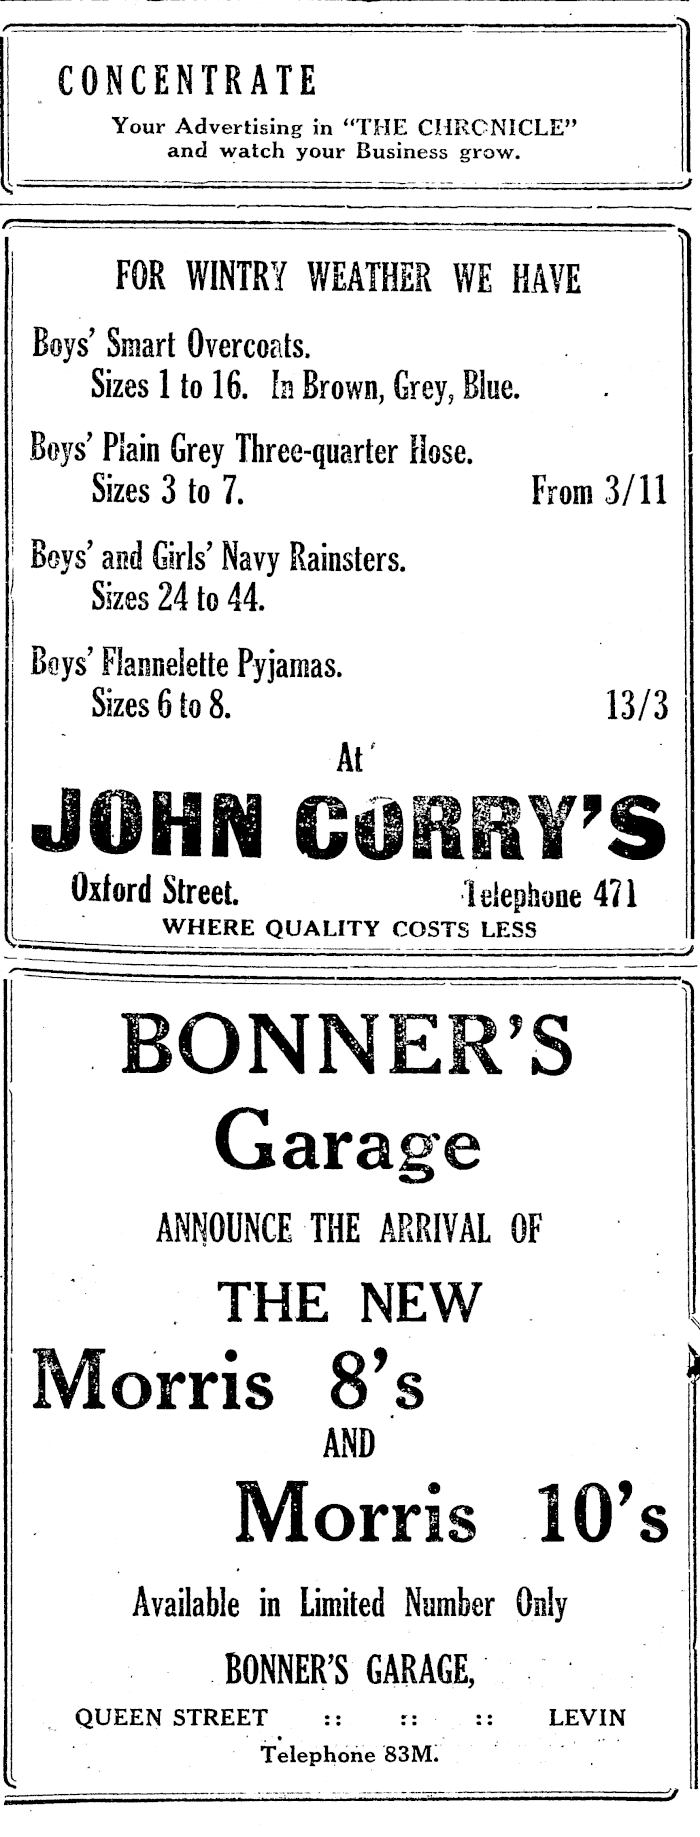 CONCENTRATE
Your Advertising in “THE CHRONICLE”
and watch your Business grow.
FOR WINTRY WEATHER WE HAVE
Boys’ Smart Overcoats.
Sizes 1 to 16. In Brown, Grey, Blue.
Boys’ Plain Grey Three-quarter Hose.
Sizes 3 to 7. From 3/11
Boys’ and Girls’ Navy Rainsters.
Sizes 24 to 44.
Boys’ Flannelette Pyjamas.
Sizes 6 to 8. 13/3
At
JOHN CORRY’S
Oxford Street. Telephone 471
WHERE QUALITY COSTS LESS
BONNER’S
Garage
ANNOUNCE THE ARRIVAL OF
THE NEW
Morris 8’s
AND
Morris 10’s
Available in Limited Number Only
BONNER’S GARAGE,
QUEEN STREET :: :: :: LEVIN
Telephone 83M.